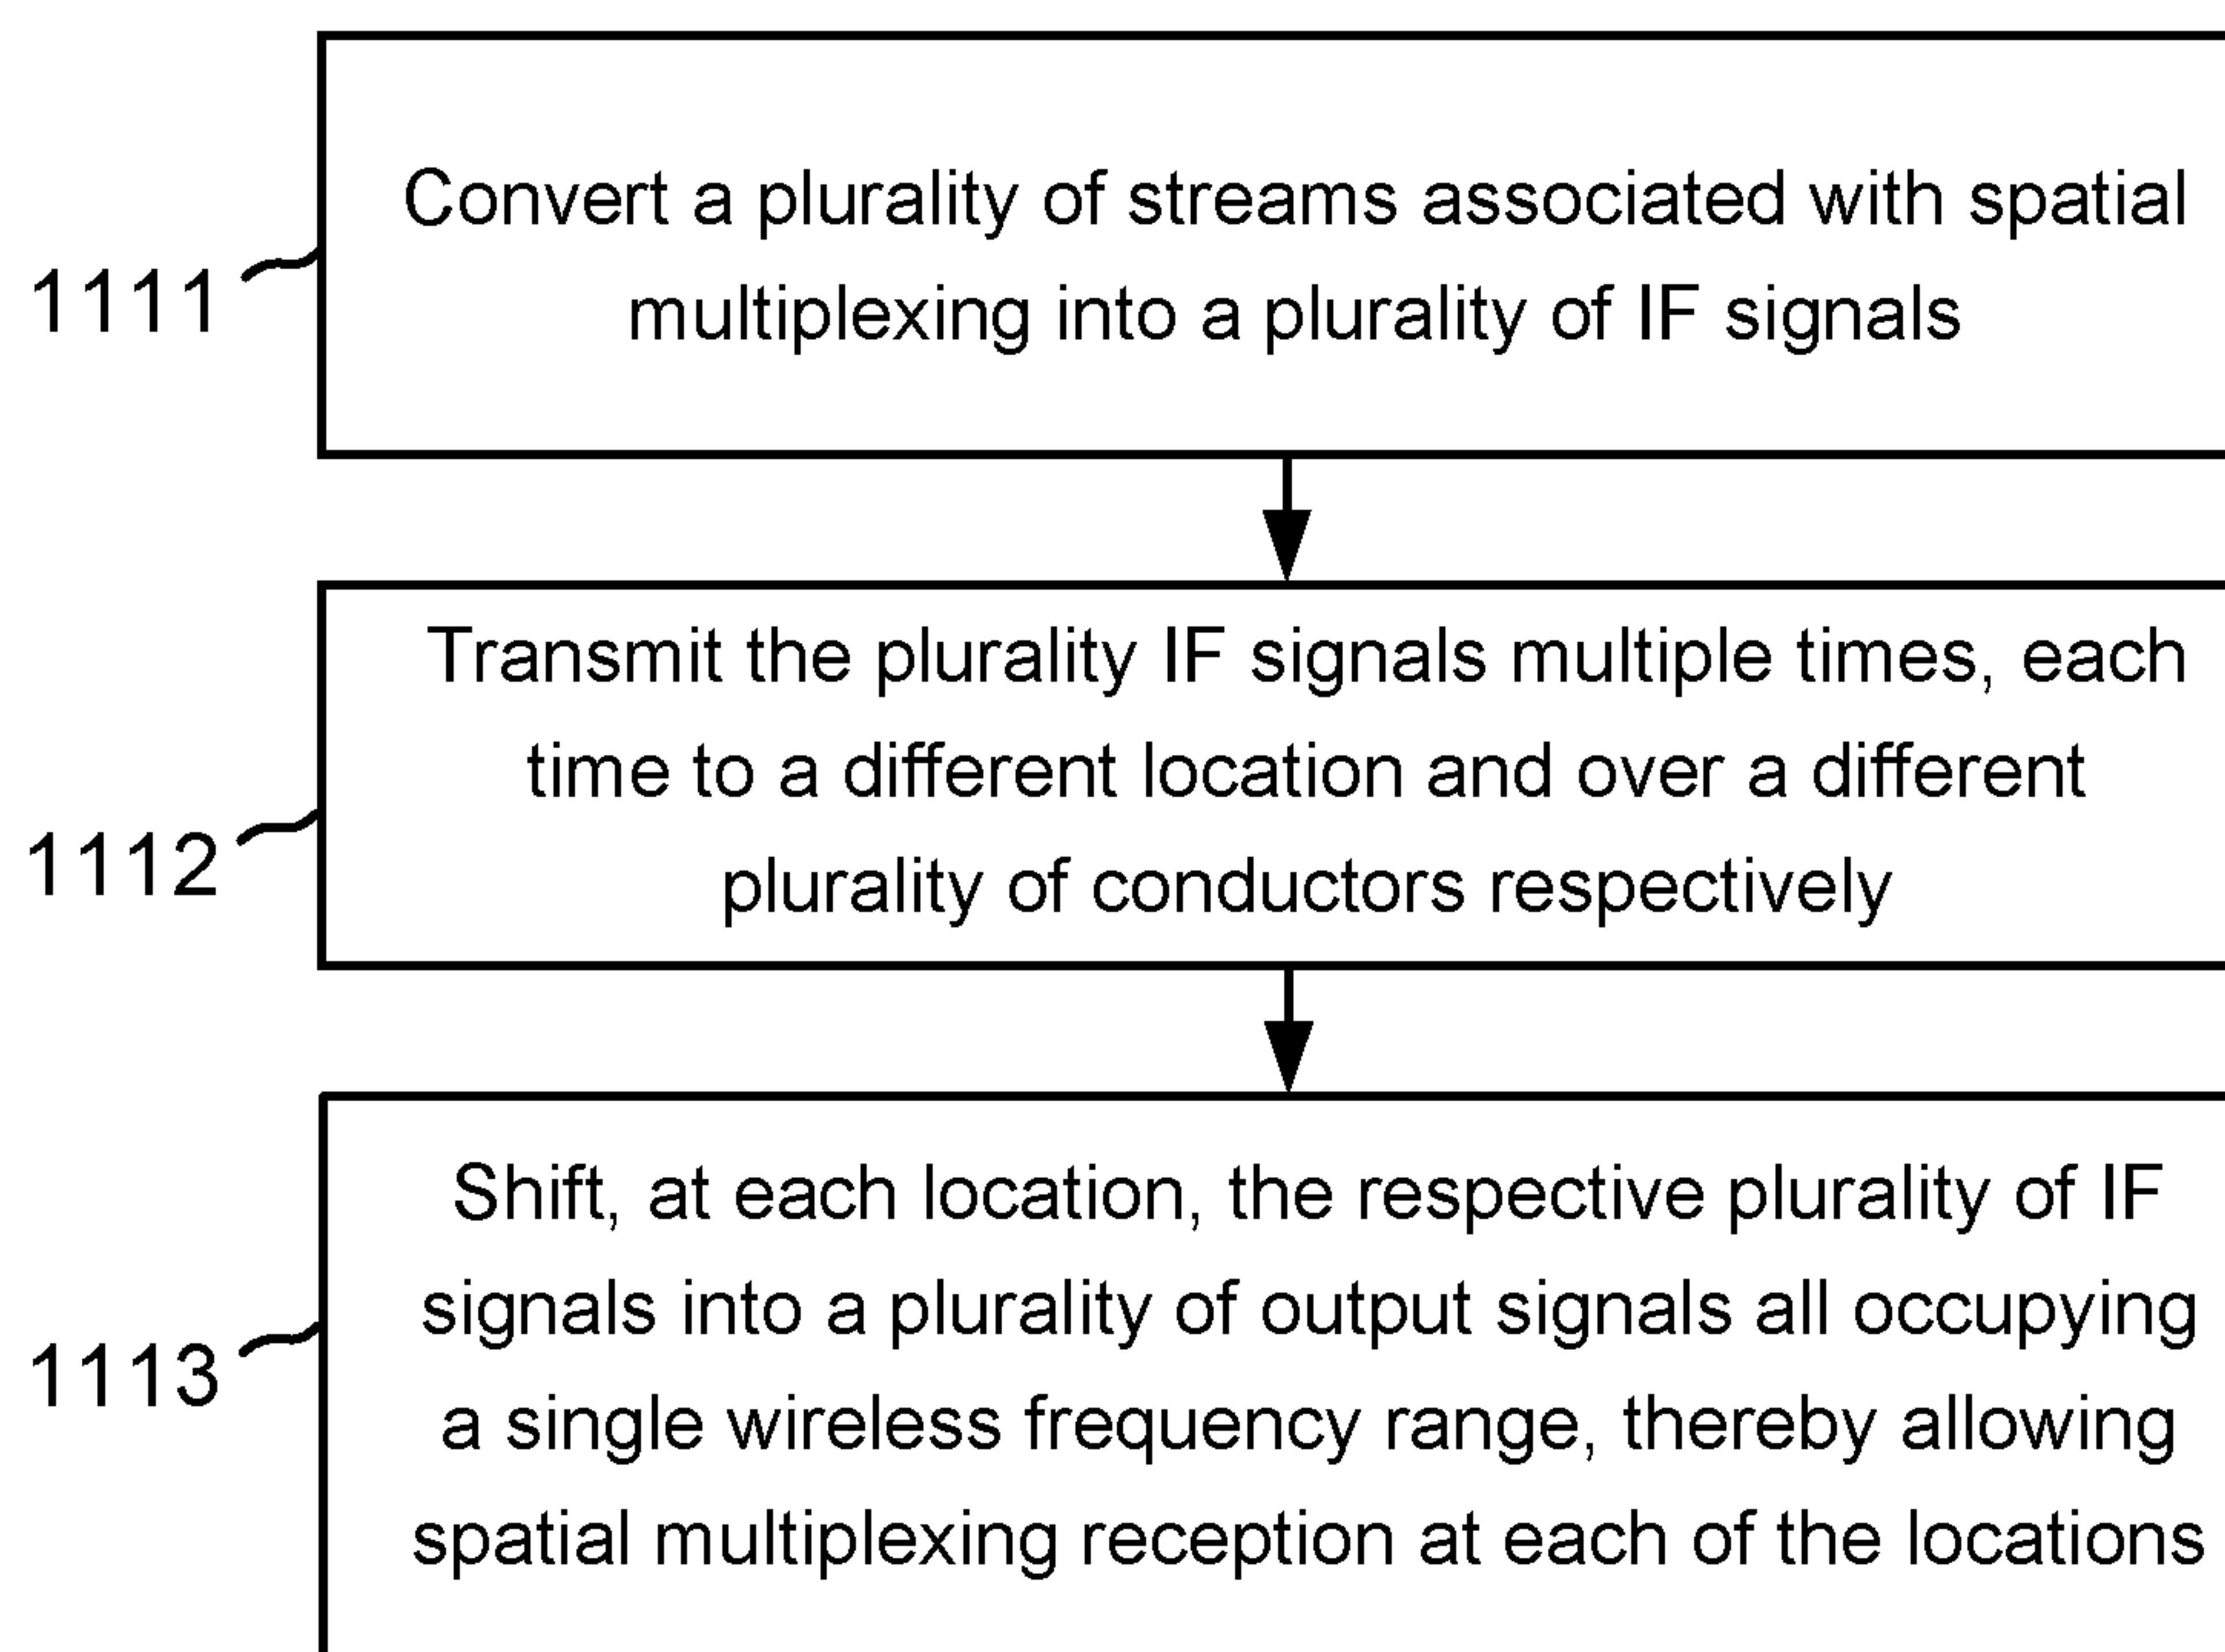 Convert a plurality of streams associated with spatial
multiplexing into a plurality of IF signals
1111
Transmit the plurality IF signals multiple times, each
time to a different location and over a different
plurality of conductors respectively
1112
Shift, at each location, the respective plurality of IF
signals into a plurality of output signals all occupying
a single wireless frequency range, thereby allowing
spatial multiplexing reception at each of the locations
1113